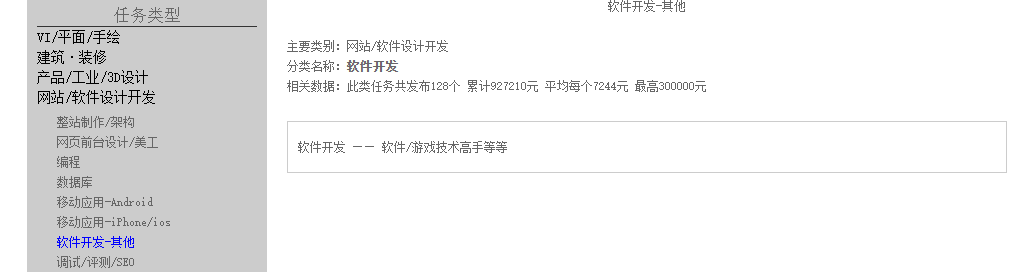 任务类型
VI/平面/手绘
建筑·装修
产品/工业/3D设计
网站/软件设计开发
整站制作/架构
网页前台设计/美工
编程
数据库
移动应用-Android
移动应用-iPhone/ios
软件开发-其他
调试/评测/SEO
软件开发-其他
主要类别: 网站/软件设计开发
分类名称: 软件开发
相关数据: 此类任务共发布128个 累计927210元 平均每个7244元 最高300000元
软件开发 —— 软件/游戏技术高手等等